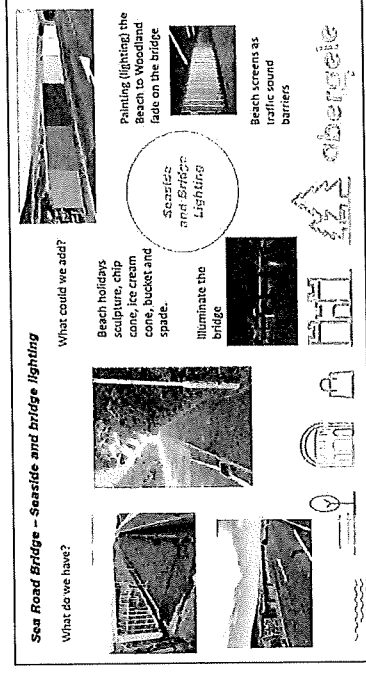 Sea Road Bridge – Seaside and bridge lighting
What do we have?
What could we add?
Beach holidays
sculpture, chip
cone, ice cream
cone, bucket and
spade.
Illuminate the
bridge
Seaside
and Bridge
Lighting
Painting (lighting) the
Beach to Woodland
fade on the bridge
Beach screens as
traffic sound
barriers
abergele